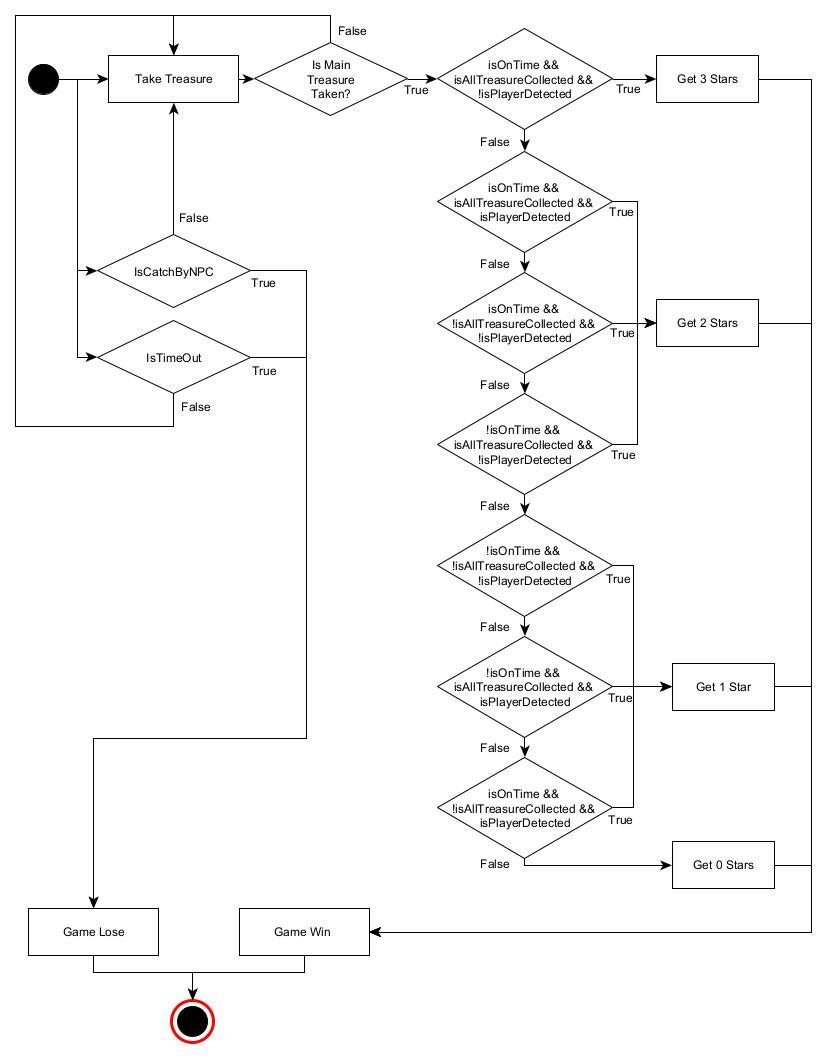 False
Take Treasure
Is Main
Treasure
Taken?
True
isOnTime &&
isAllTreasureCollected &&
!isPlayerDetected
True
Get 3 Stars
False
isOnTime &&
isAllTreasureCollected &&
isPlayerDetected
True
False
isOnTime &&
!isAllTreasureCollected &&
!isPlayerDetected
True
Get 2 Stars
False
!isOnTime &&
isAllTreasureCollected &&
!isPlayerDetected
True
False
!isOnTime &&
!isAllTreasureCollected &&
!isPlayerDetected
True
False
!isOnTime &&
isAllTreasureCollected &&
isPlayerDetected
True
Get 1 Star
False
isOnTime &&
!isAllTreasureCollected &&
isPlayerDetected
True
False
Get 0 Stars
False
IsCatchByNPC
True
IsTimeOut
True
False
Game Lose
Game Win